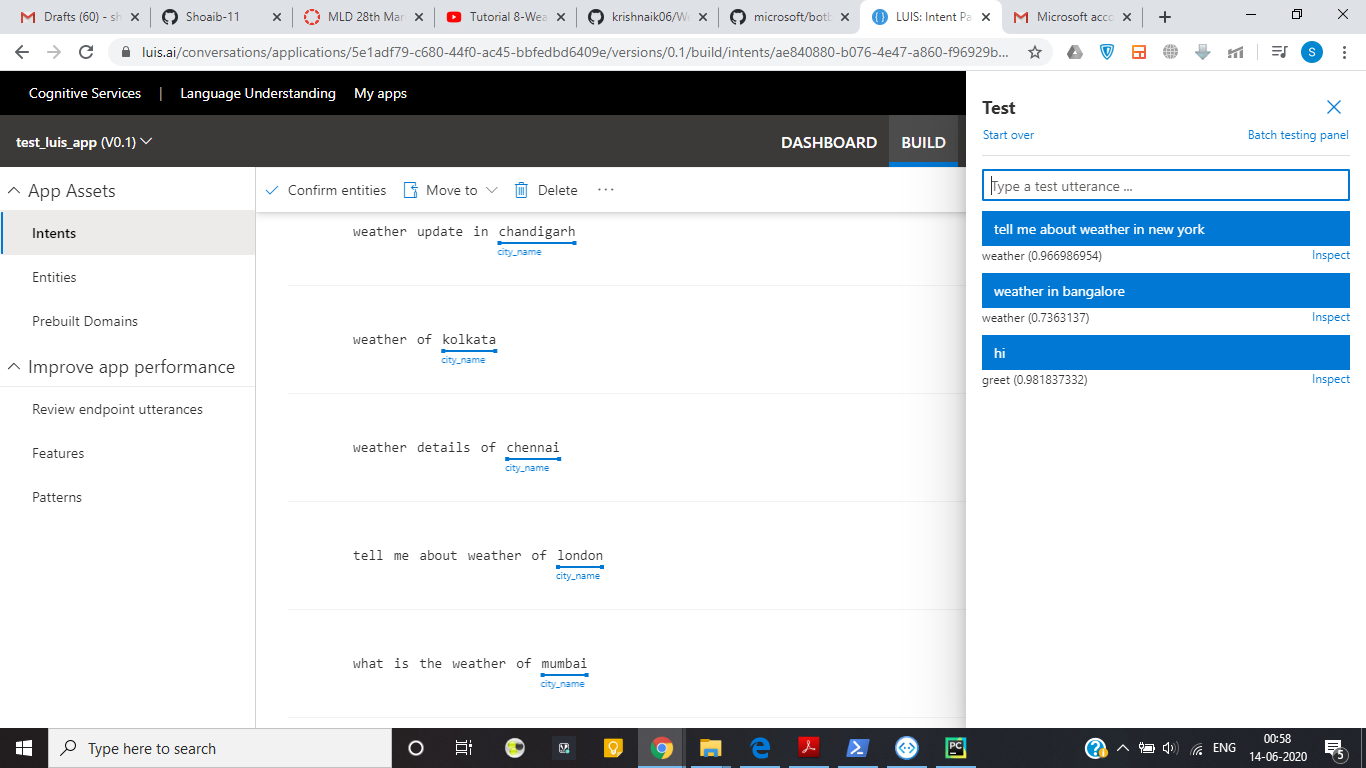 Drafts (60) - sh
Shoaib-11
MLD 28th Mar
Tutorial 8-Wea
krishnaik06/We
microsoft/botb
LUIS: Intent Pa
Microsoft acco
luis.ai/conversations/applications/5e1adf79-c680-44f0-ac45-bbfedbd6409e/versions/0.1/build/intents/ae840880-b076-4e47-a860-f96929b...
S
Cognitive Services | Language Understanding My apps
test_luis_app (V0.1)
DASHBOARD BUILD
App Assets
Intents
Entities
Prebuilt Domains
Improve app performance
Review endpoint utterances
Features
Patterns
Confirm entities Move to Delete ...
weather update in chandigarh
city_name
weather of kolkata
city_name
weather details of chennai
city_name
tell me about weather of london
city_name
what is the weather of mumbai
city_name
Test
Start over Batch testing panel
Type a test utterance ...
tell me about weather in new york
weather (0.966986954) Inspect
weather in bangalore
weather (0.7363137) Inspect
hi
greet (0.981837332) Inspect
Type here to search
PC
ENG
00:58
14-06-2020
5